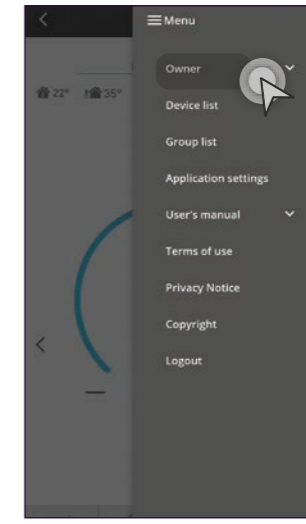 Menu
Owner
22° 35°
Device list
Group list
Application settings
User's manual
Terms of use
Privacy Notice
Copyright
Logout